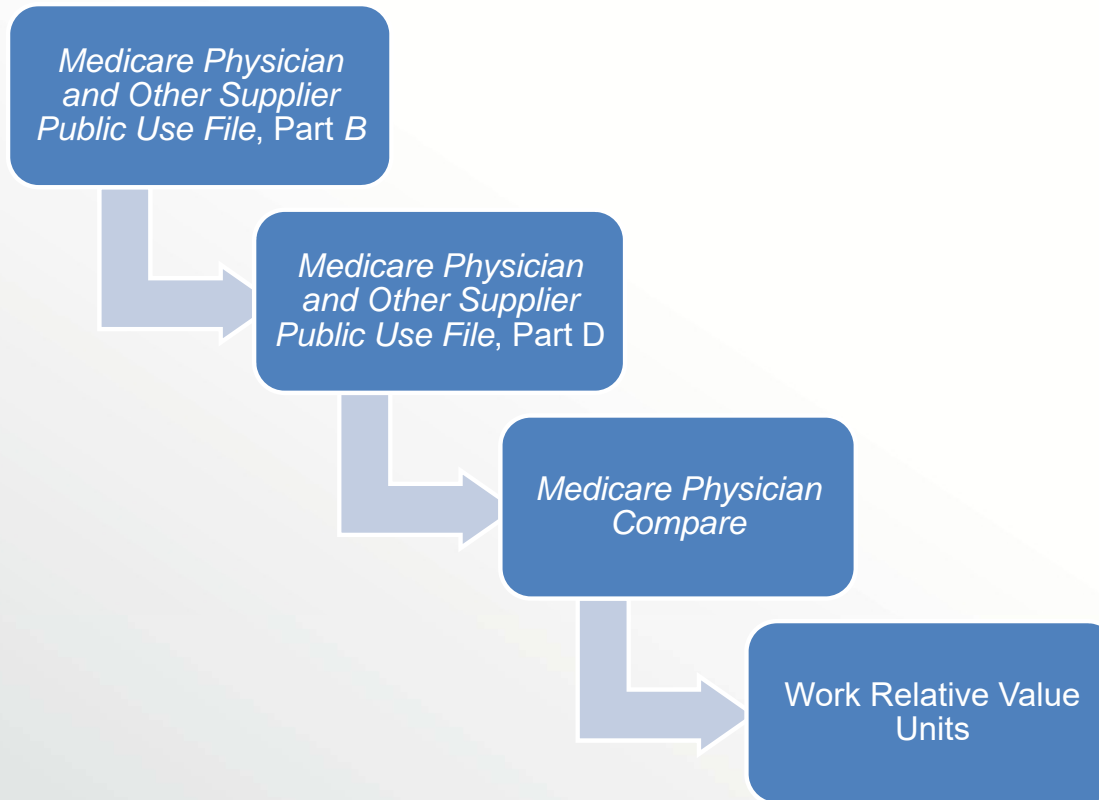 Medicare Physician
and Other Supplier
Public Use File, Part B
Medicare Physician
and Other Supplier
Public Use File, Part D
Medicare Physician
Compare
Work Relative Value
Units